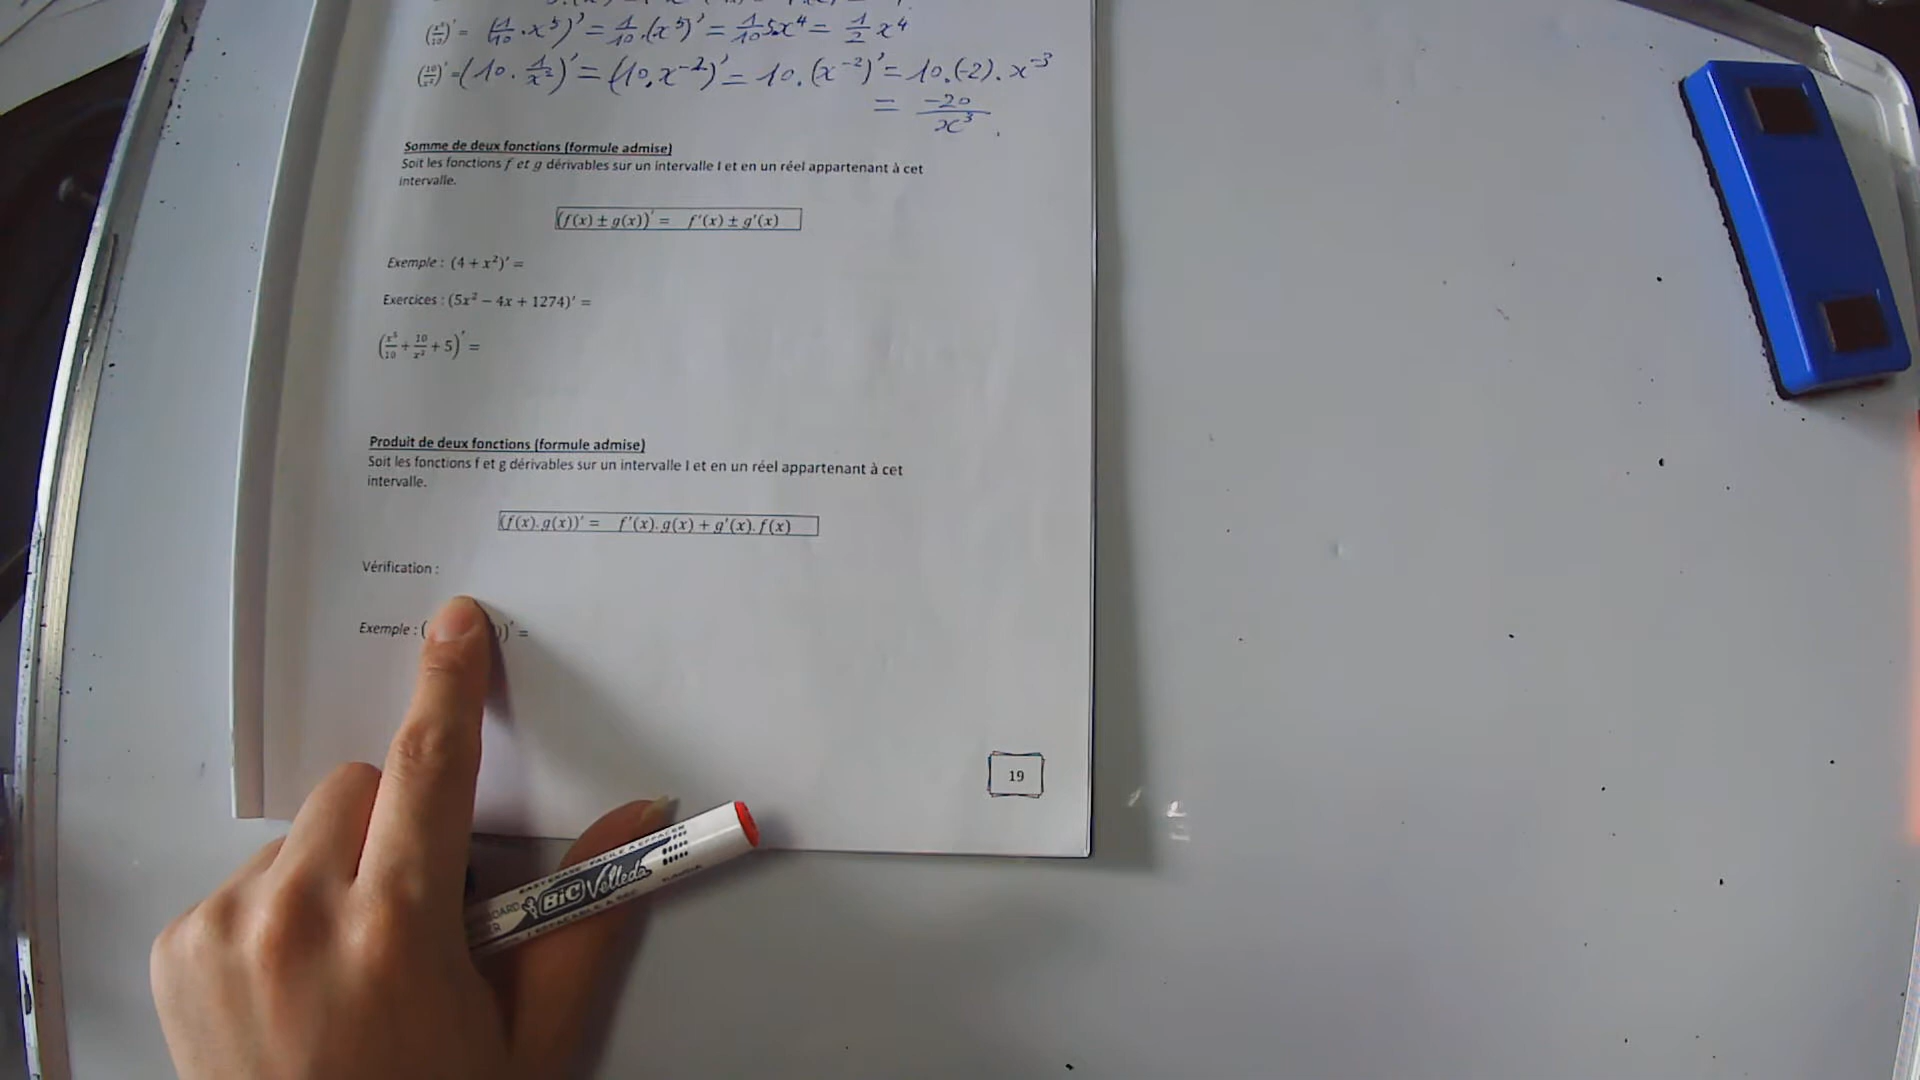 (x⁵/10)' = (1/10 . x⁵)' = 1/10 . (x⁵)' = 1/10 5x⁴ = 1/2 x⁴
(10/x²)' = (10 . 1/x²)' = (10.x⁻²)' = 10.(x⁻²)' = 10.(-2).x⁻³
= -20/x³ .
Somme de deux fonctions (formule admise)
Soit les fonctions f et g dérivables sur un intervalle I et en un réel appartenant à cet
intervalle.
(f(x) ± g(x))' = f'(x) ± g'(x)
Exemple : (4 + x²)' =
Exercices : (5x² − 4x + 1274)' =
(x⁵/10 + 10/x² + 5)' =
Produit de deux fonctions (formule admise)
Soit les fonctions f et g dérivables sur un intervalle I et en un réel appartenant à cet
intervalle.
(f(x).g(x))' = f'(x).g(x) + g'(x).f(x)
Vérification :
Exemple : ( )' =
19
BIC Velleda